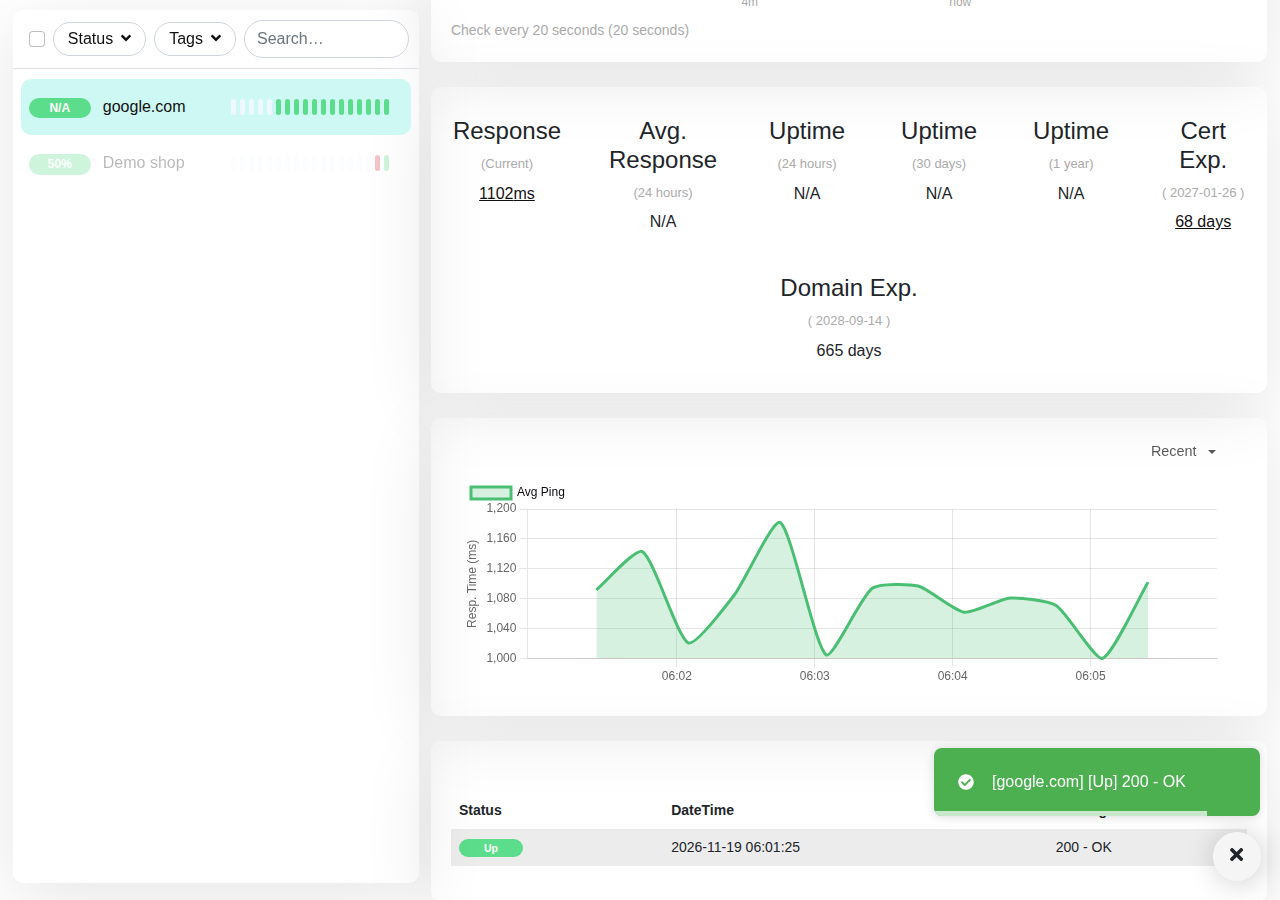 Status
Tags
Search…
N/A
google.com
50%
Demo shop
4m
now
Check every 20 seconds (20 seconds)
Response
(Current)
1102ms
Avg.
Response
(24 hours)
N/A
Uptime
(24 hours)
N/A
Uptime
(30 days)
N/A
Uptime
(1 year)
N/A
Cert
Exp.
( 2027-01-26 )
68 days
Domain Exp.
( 2028-09-14 )
665 days
Recent
Avg Ping
Resp. Time (ms)
1,200
1,160
1,120
1,080
1,040
1,000
06:02
06:03
06:04
06:05
[google.com] [Up] 200 - OK
Status
DateTime
Up
2026-11-19 06:01:25
200 - OK